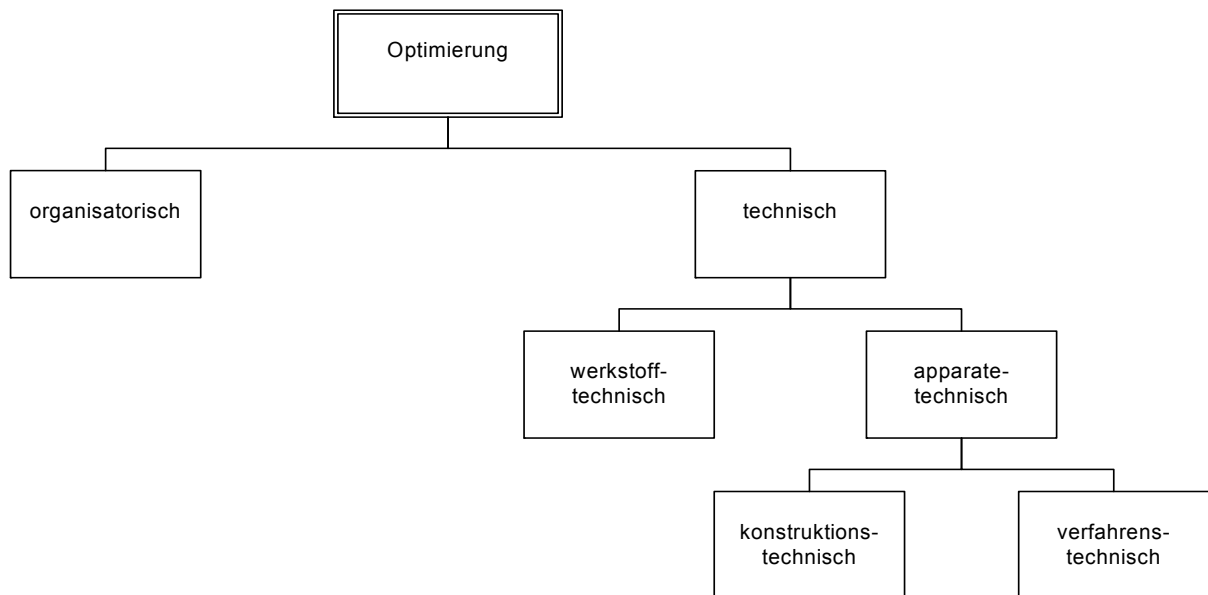 Optimierung
organisatorisch
technisch
werkstoff-
technisch
apparate-
technisch
konstruktions-
technisch
verfahrens-
technisch